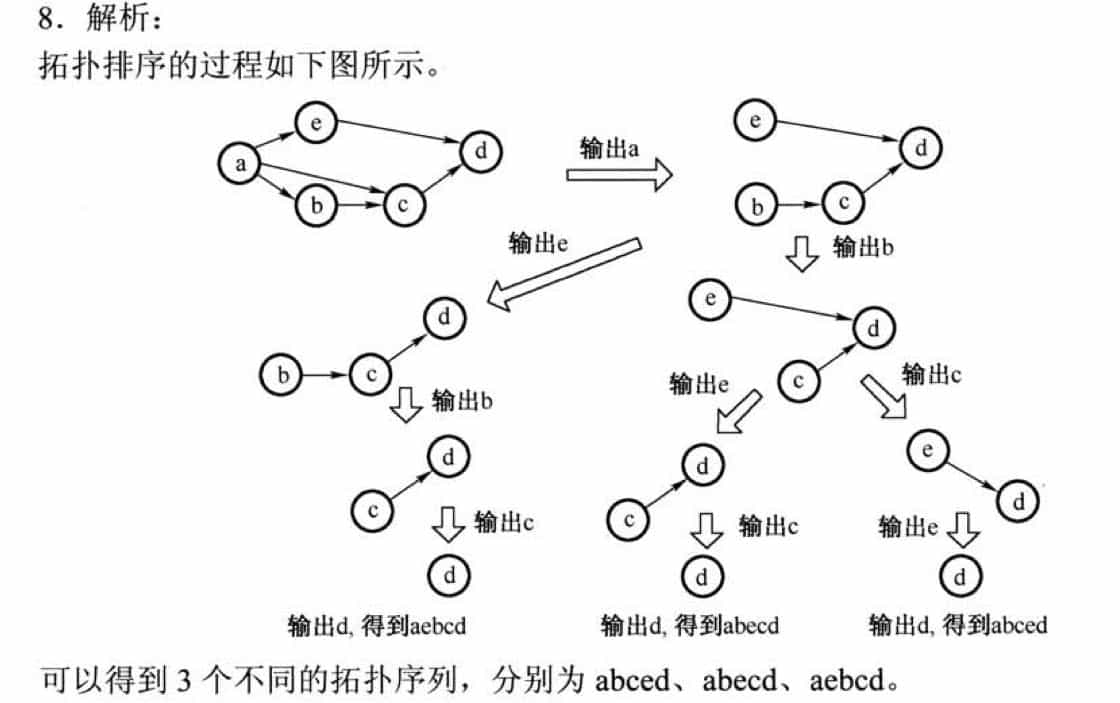 8．解析：
拓扑排序的过程如下图所示。
e
e
a
d
输出a
d
b
c
b
c
输出e
输出b
e
d
d
b
c
输出b
输出e
c
输出c
d
d
e
c
输出c
c
输出c
输出e
d
d
d
d
输出d, 得到aebcd
输出d, 得到abecd
输出d, 得到abced
可以得到 3 个不同的拓扑序列，分别为 abced、abecd、aebcd。